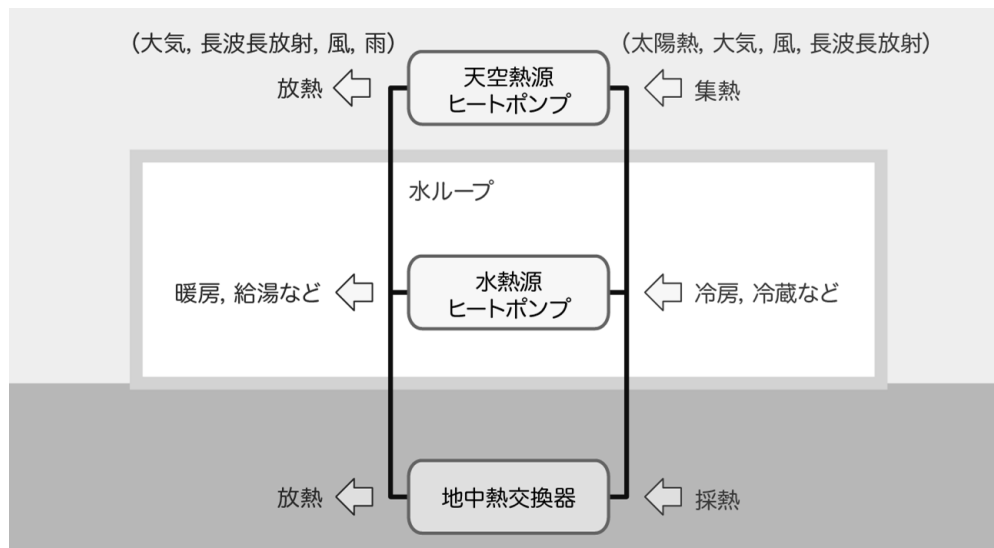 (大気, 長波長放射, 風, 雨)
(太陽熱, 大気, 風, 長波長放射)
放熱
天空熱源
ヒートポンプ
集熱
水ループ
暖房, 給湯など
水熱源
ヒートポンプ
冷房, 冷蔵など
放熱
地中熱交換器
採熱